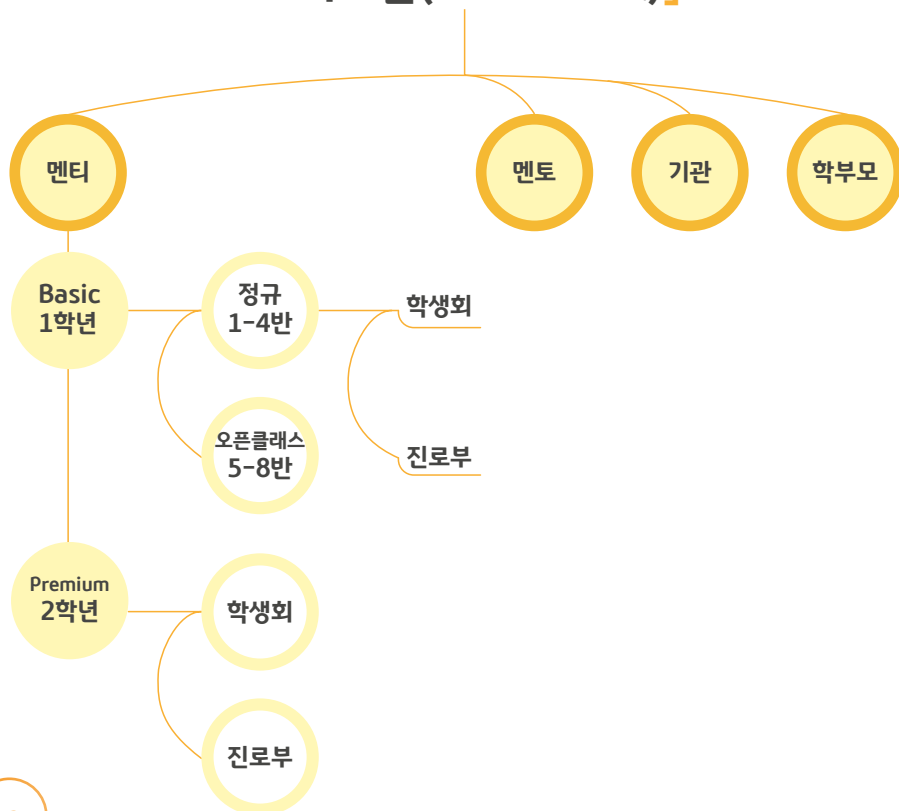 멘티
멘토
기관
학부모
Basic
1학년
정규
1-4반
학생회
오픈클래스
5-8반
진로부
Premium
2학년
학생회
진로부